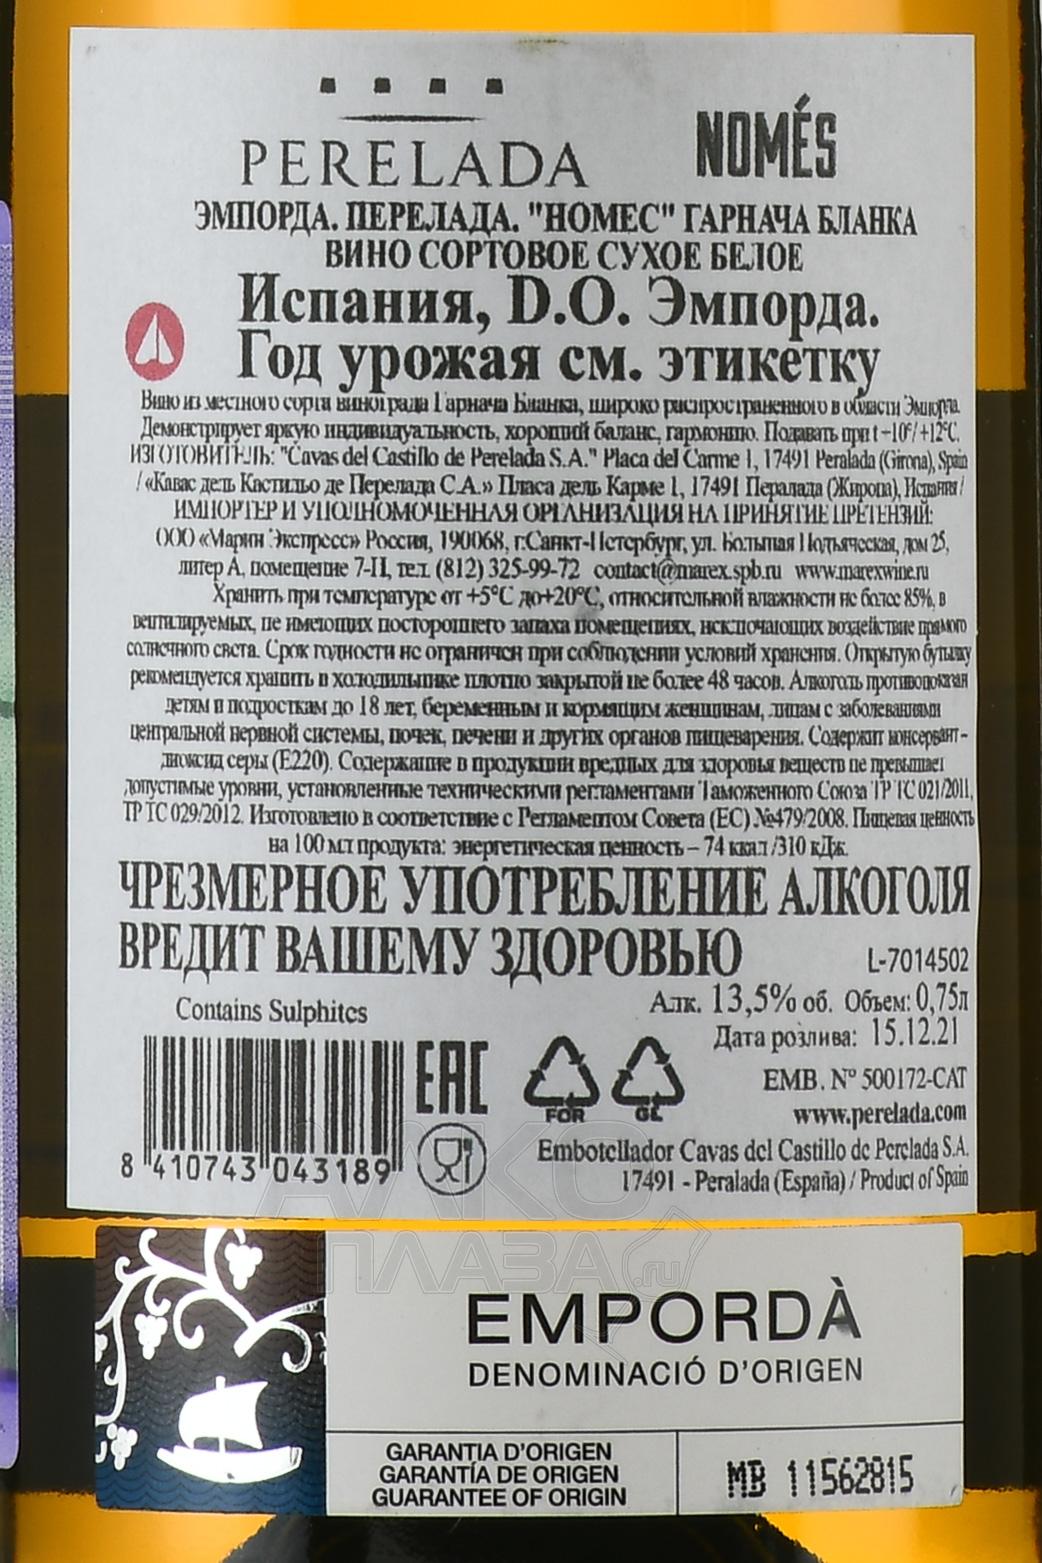 PERELADA
NOMÉS
ЭМПОРДА. ПЕРЕЛАДА. "НОМЕС" ГАРНАЧА БЛАНКА
ВИНО СОРТОВОЕ СУХОЕ БЕЛОЕ
Испания, D.O. Эмпорда.
Год урожая см. этикетку
Вино из местного сорта винограда Гарнача Бланка, широко распространенного в области Эмпорда.
Демонстрирует яркую индивидуальность, хороший баланс, гармонию. Подавать при t +10°/+12°C.
ИЗГОТОВИТЕЛЬ: "Cavas del Castillo de Perelada S.A." Placa del Carme 1, 17491 Peralada (Girona), Spain
/ «Кавас дель Кастильо де Перелада С.А.» Пласа дель Карме 1, 17491 Перелада (Жирона), Испания /
ИМПОРТЕР И УПОЛНОМОЧЕННАЯ ОРГАНИЗАЦИЯ НА ПРИНЯТИЕ ПРЕТЕНЗИЙ:
ООО «Марин Экспресс» Россия, 190068, г.Санкт-Петербург, ул. Большая Подъяческая, дом 25,
литер А, помещение 7-Н, тел. (812) 325-99-72 contact@marex.spb.ru www.marexwine.ru
Хранить при температуре от +5°C до+20°C, относительной влажности не более 85%, в
вентилируемых, не имеющих постороннего запаха помещениях, исключающих воздействие прямого
солнечного света. Срок годности не ограничен при соблюдении условий хранения. Открытую бутылку
рекомендуется хранить в холодильнике плотно закрытой не более 48 часов. Алкоголь противопоказан
детям и подросткам до 18 лет, беременным и кормящим женщинам, лицам с заболеваниями
центральной нервной системы, почек, печени и других органов пищеварения. Содержит консервант -
диоксид серы (E220). Содержание в продукции вредных для здоровья веществ не превышает
допустимые уровни, установленные техническими регламентами Таможенного Союза ТР ТС 021/2011,
ТР ТС 029/2012. Изготовлено в соответствие с Регламентом Совета (ЕС) №479/2008. Пищевая ценность
на 100 мл продукта: энергетическая ценность – 74 ккал /310 кДж.
ЧРЕЗМЕРНОЕ УПОТРЕБЛЕНИЕ АЛКОГОЛЯ
ВРЕДИТ ВАШЕМУ ЗДОРОВЬЮ
L-7014502
Contains Sulphites
Алк. 13,5% об. Объем: 0,75л
Дата розлива: 15.12.21
EAC
FOR
GL
EMB. Nº 500172-CAT
www.perelada.com
Embotellador Cavas del Castillo de Perelada S.A.
17491 - Peralada (España) / Product of Spain
8 410743 043189
АЛКО
ПЛАЗА.ru
EMPORDÀ
DENOMINACIÓ D'ORIGEN
GARANTIA D'ORIGEN
GARANTÍA DE ORIGEN
GUARANTEE OF ORIGIN
MB 11562815